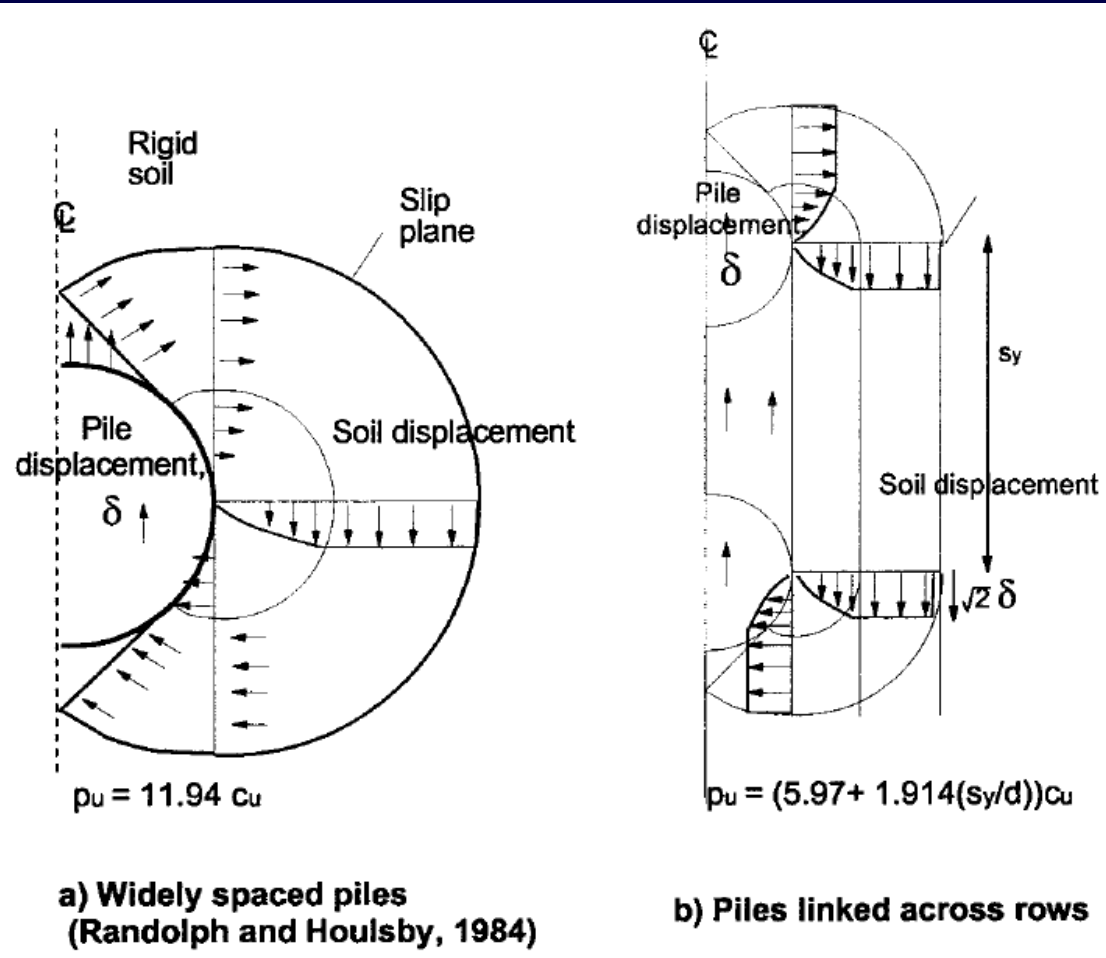 ℄
Rigid
soil
℄
Slip
plane
Pile
displacement,
δ
Soil displacement
pu = 11.94 cu
a) Widely spaced piles
(Randolph and Houlsby, 1984)
Pile
displacement,
δ
sy
Soil displacement
√2 δ
pu = (5.97+ 1.914(sy/d))cu
b) Piles linked across rows